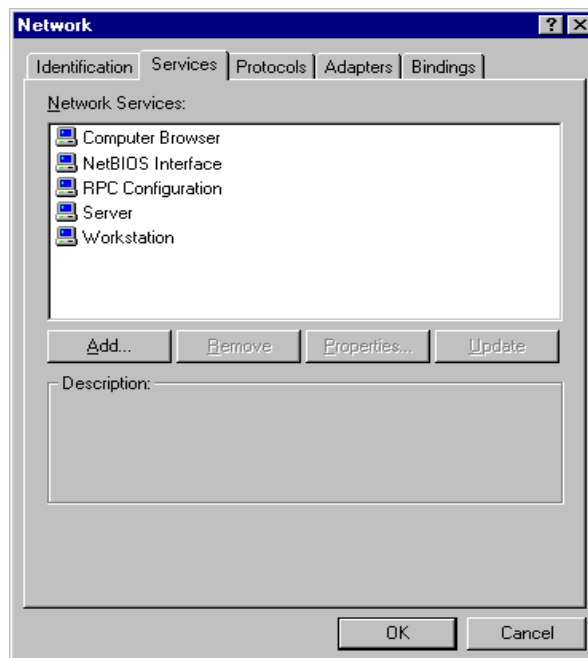 Network
Identification Services Protocols Adapters Bindings
Network Services:
Computer Browser
NetBIOS Interface
RPC Configuration
Server
Workstation
Add... Remove Properties... Update
Description:
OK Cancel